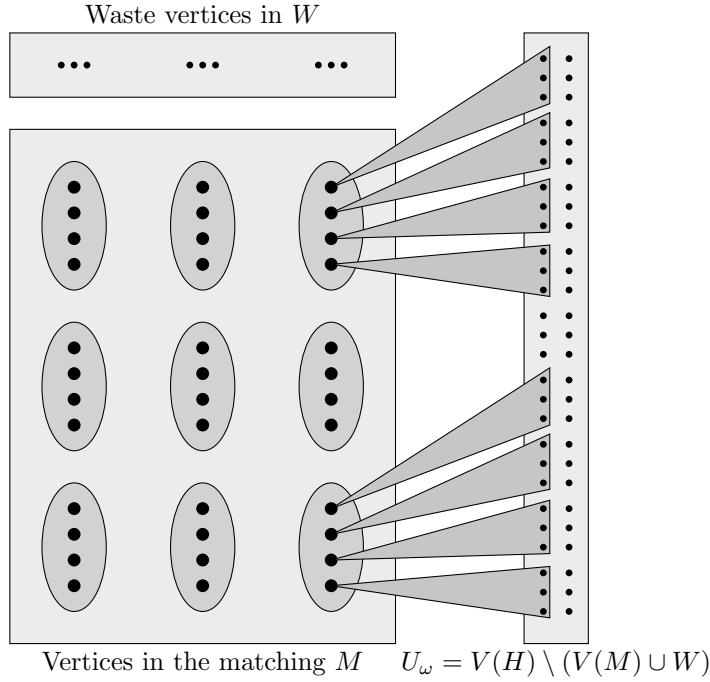 Waste vertices in W
Vertices in the matching M
U_ω = V(H) \ (V(M) ∪ W)